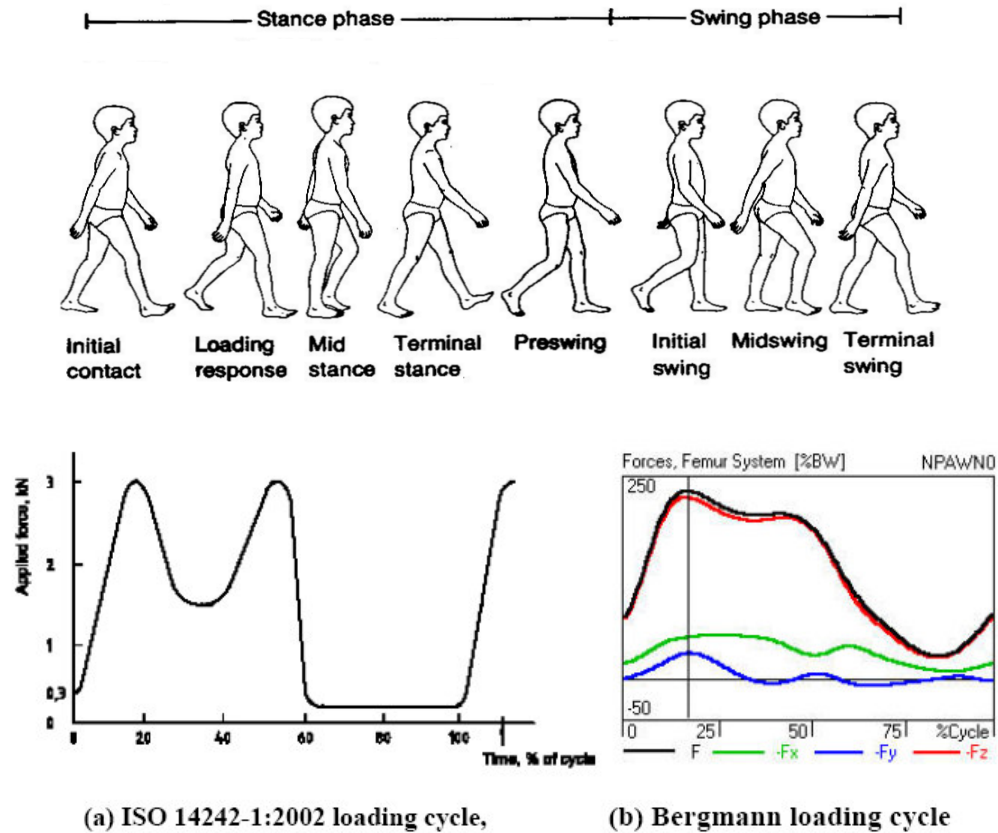 Stance phase
Swing phase
Initial contact
Loading response
Mid stance
Terminal stance
Preswing
Initial swing
Midswing
Terminal swing
Applied force, kN
3
2
1
0,3
0
0 20 40 60 80 100 1
Time, % of cycle
Forces, Femur System [%BW] NPAWN0
250
-50
0 25 50 75 %Cycle
F -Fx -Fy -Fz
(a) ISO 14242-1:2002 loading cycle,
(b) Bergmann loading cycle